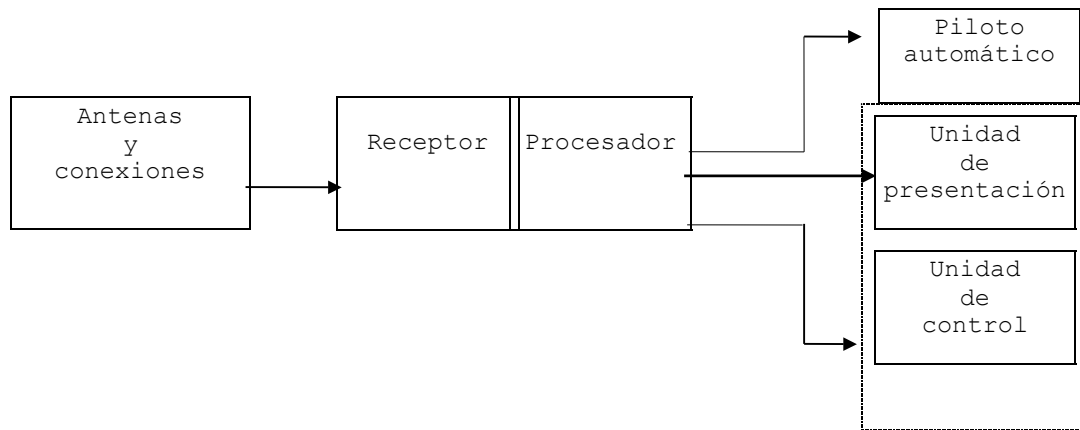 Piloto
automático
Antenas
y
conexiones
Receptor
Procesador
Unidad
de
presentación
Unidad
de
control